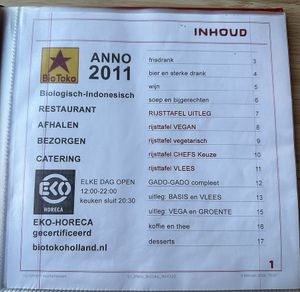 INHOUD
BioToko
ANNO
2011
Biologisch-Indonesisch
RESTAURANT
AFHALEN
BEZORGEN
CATERING
EKO
HORECA
ELKE DAG OPEN
12:00-22:00
keuken sluit 20:30
EKO-HORECA
gecertificeerd
biotokoholland.nl
frisdrank 3
bier en sterke drank 4
wijn 5
soep en bijgerechten 6
RIJSTTAFEL UITLEG 7
rijsttafel VEGAN 8
rijsttafel vegetarisch 9
rijsttafel CHEFS Keuze 10
rijsttafel VLEES 11
GADO-GADO compleet 12
uitleg: BASIS en VLEES 13
uitleg: VEGA en GROENTE 15
koffie en thee 16
desserts 17
1